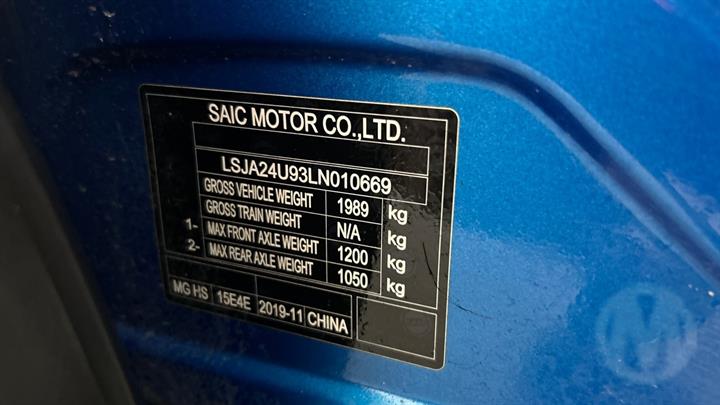 SAIC MOTOR CO.,LTD.
LSJA24U93LN010669
GROSS VEHICLE WEIGHT 1989 kg
GROSS TRAIN WEIGHT N/A kg
1- MAX FRONT AXLE WEIGHT 1200 kg
2- MAX REAR AXLE WEIGHT 1050 kg
MG HS 15E4E 2019-11 CHINA
M